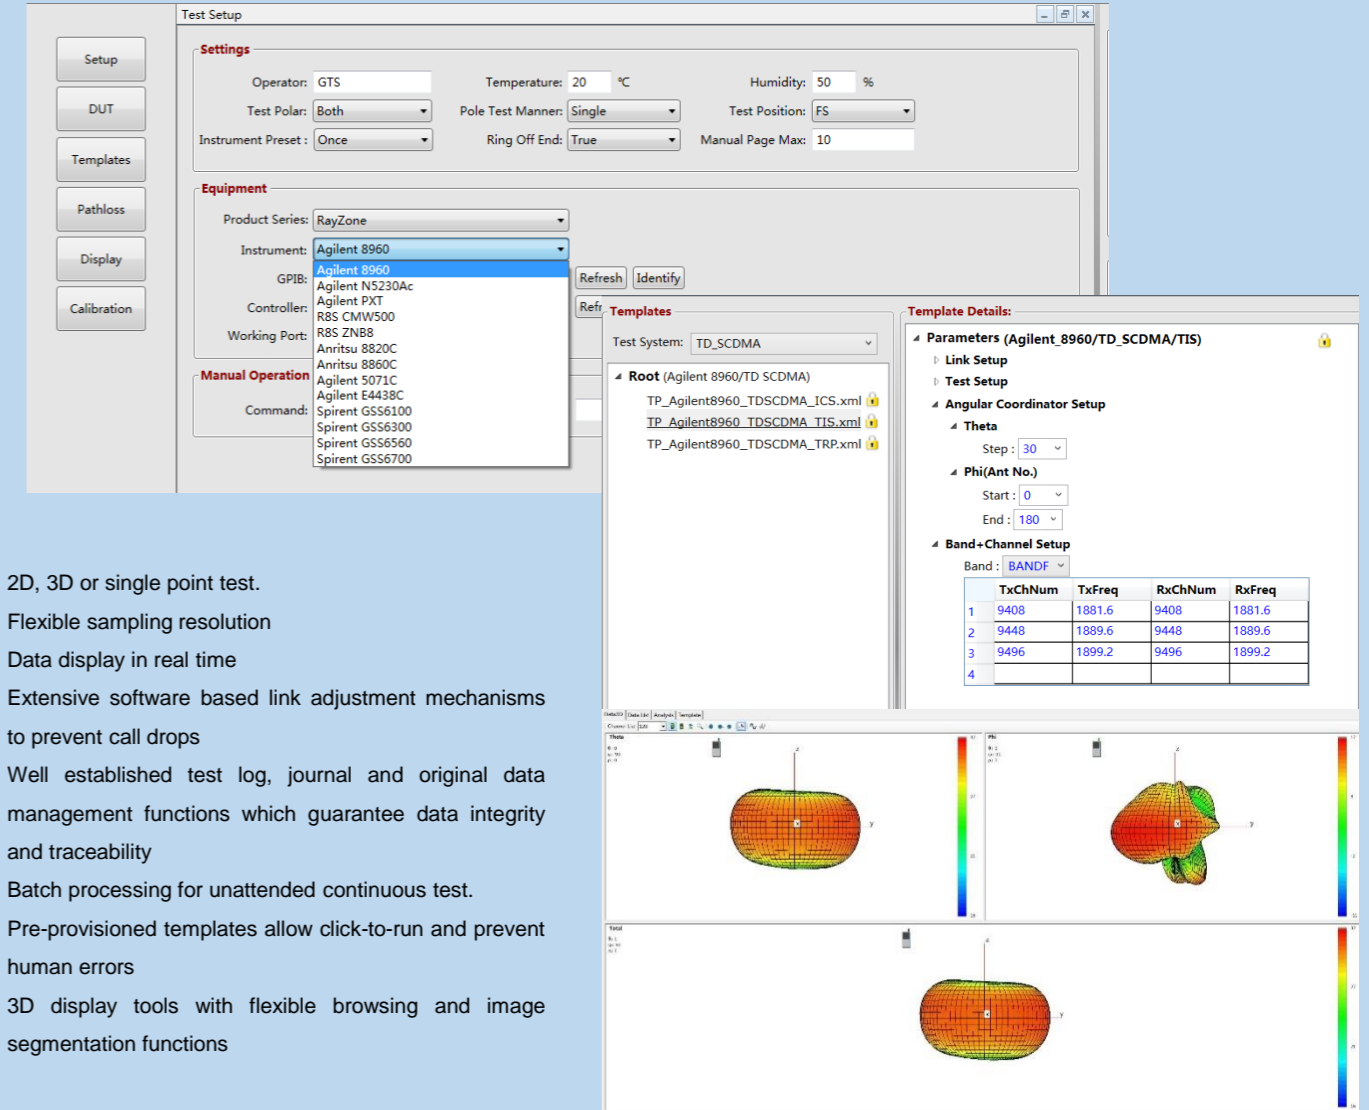 Test Setup
Setup
DUT
Templates
Pathloss
Display
Calibration
Settings
Operator: GTS
Temperature: 20 ℃
Humidity: 50 %
Test Polar: Both
Pole Test Manner: Single
Test Position: FS
Instrument Preset : Once
Ring Off End: True
Manual Page Max: 10
Equipment
Product Series: RayZone
Instrument: Agilent 8960
GPIB:
Refresh Identify
Controller:
Working Port:
Agilent 8960
Agilent N5230Ac
Agilent PXT
R8S CMW500
R8S ZNB8
Anritsu 8820C
Anritsu 8860C
Agilent 5071C
Agilent E4438C
Spirent GSS6100
Spirent GSS6300
Spirent GSS6560
Spirent GSS6700
Manual Operation
Command:
Templates
Test System: TD_SCDMA
Root (Agilent 8960/TD SCDMA)
TP_Agilent8960_TDSCDMA_ICS.xml
TP_Agilent8960_TDSCDMA_TIS.xml
TP_Agilent8960_TDSCDMA_TRP.xml
Template Details:
Parameters (Agilent_8960/TD_SCDMA/TIS)
Link Setup
Test Setup
Angular Coordinator Setup
Theta
Step : 30
Phi(Ant No.)
Start : 0
End : 180
Band+Channel Setup
Band : BANDF
TxChNum TxFreq RxChNum RxFreq
1 9408 1881.6 9408 1881.6
2 9448 1889.6 9448 1889.6
3 9496 1899.2 9496 1899.2
4
2D, 3D or single point test.
Flexible sampling resolution
Data display in real time
Extensive software based link adjustment mechanisms
to prevent call drops
Well established test log, journal and original data
management functions which guarantee data integrity
and traceability
Batch processing for unattended continuous test.
Pre-provisioned templates allow click-to-run and prevent
human errors
3D display tools with flexible browsing and image
segmentation functions
Data List Analysis Template
Theta
z
x
y
Phi
z
x
y
Total
z
x
y